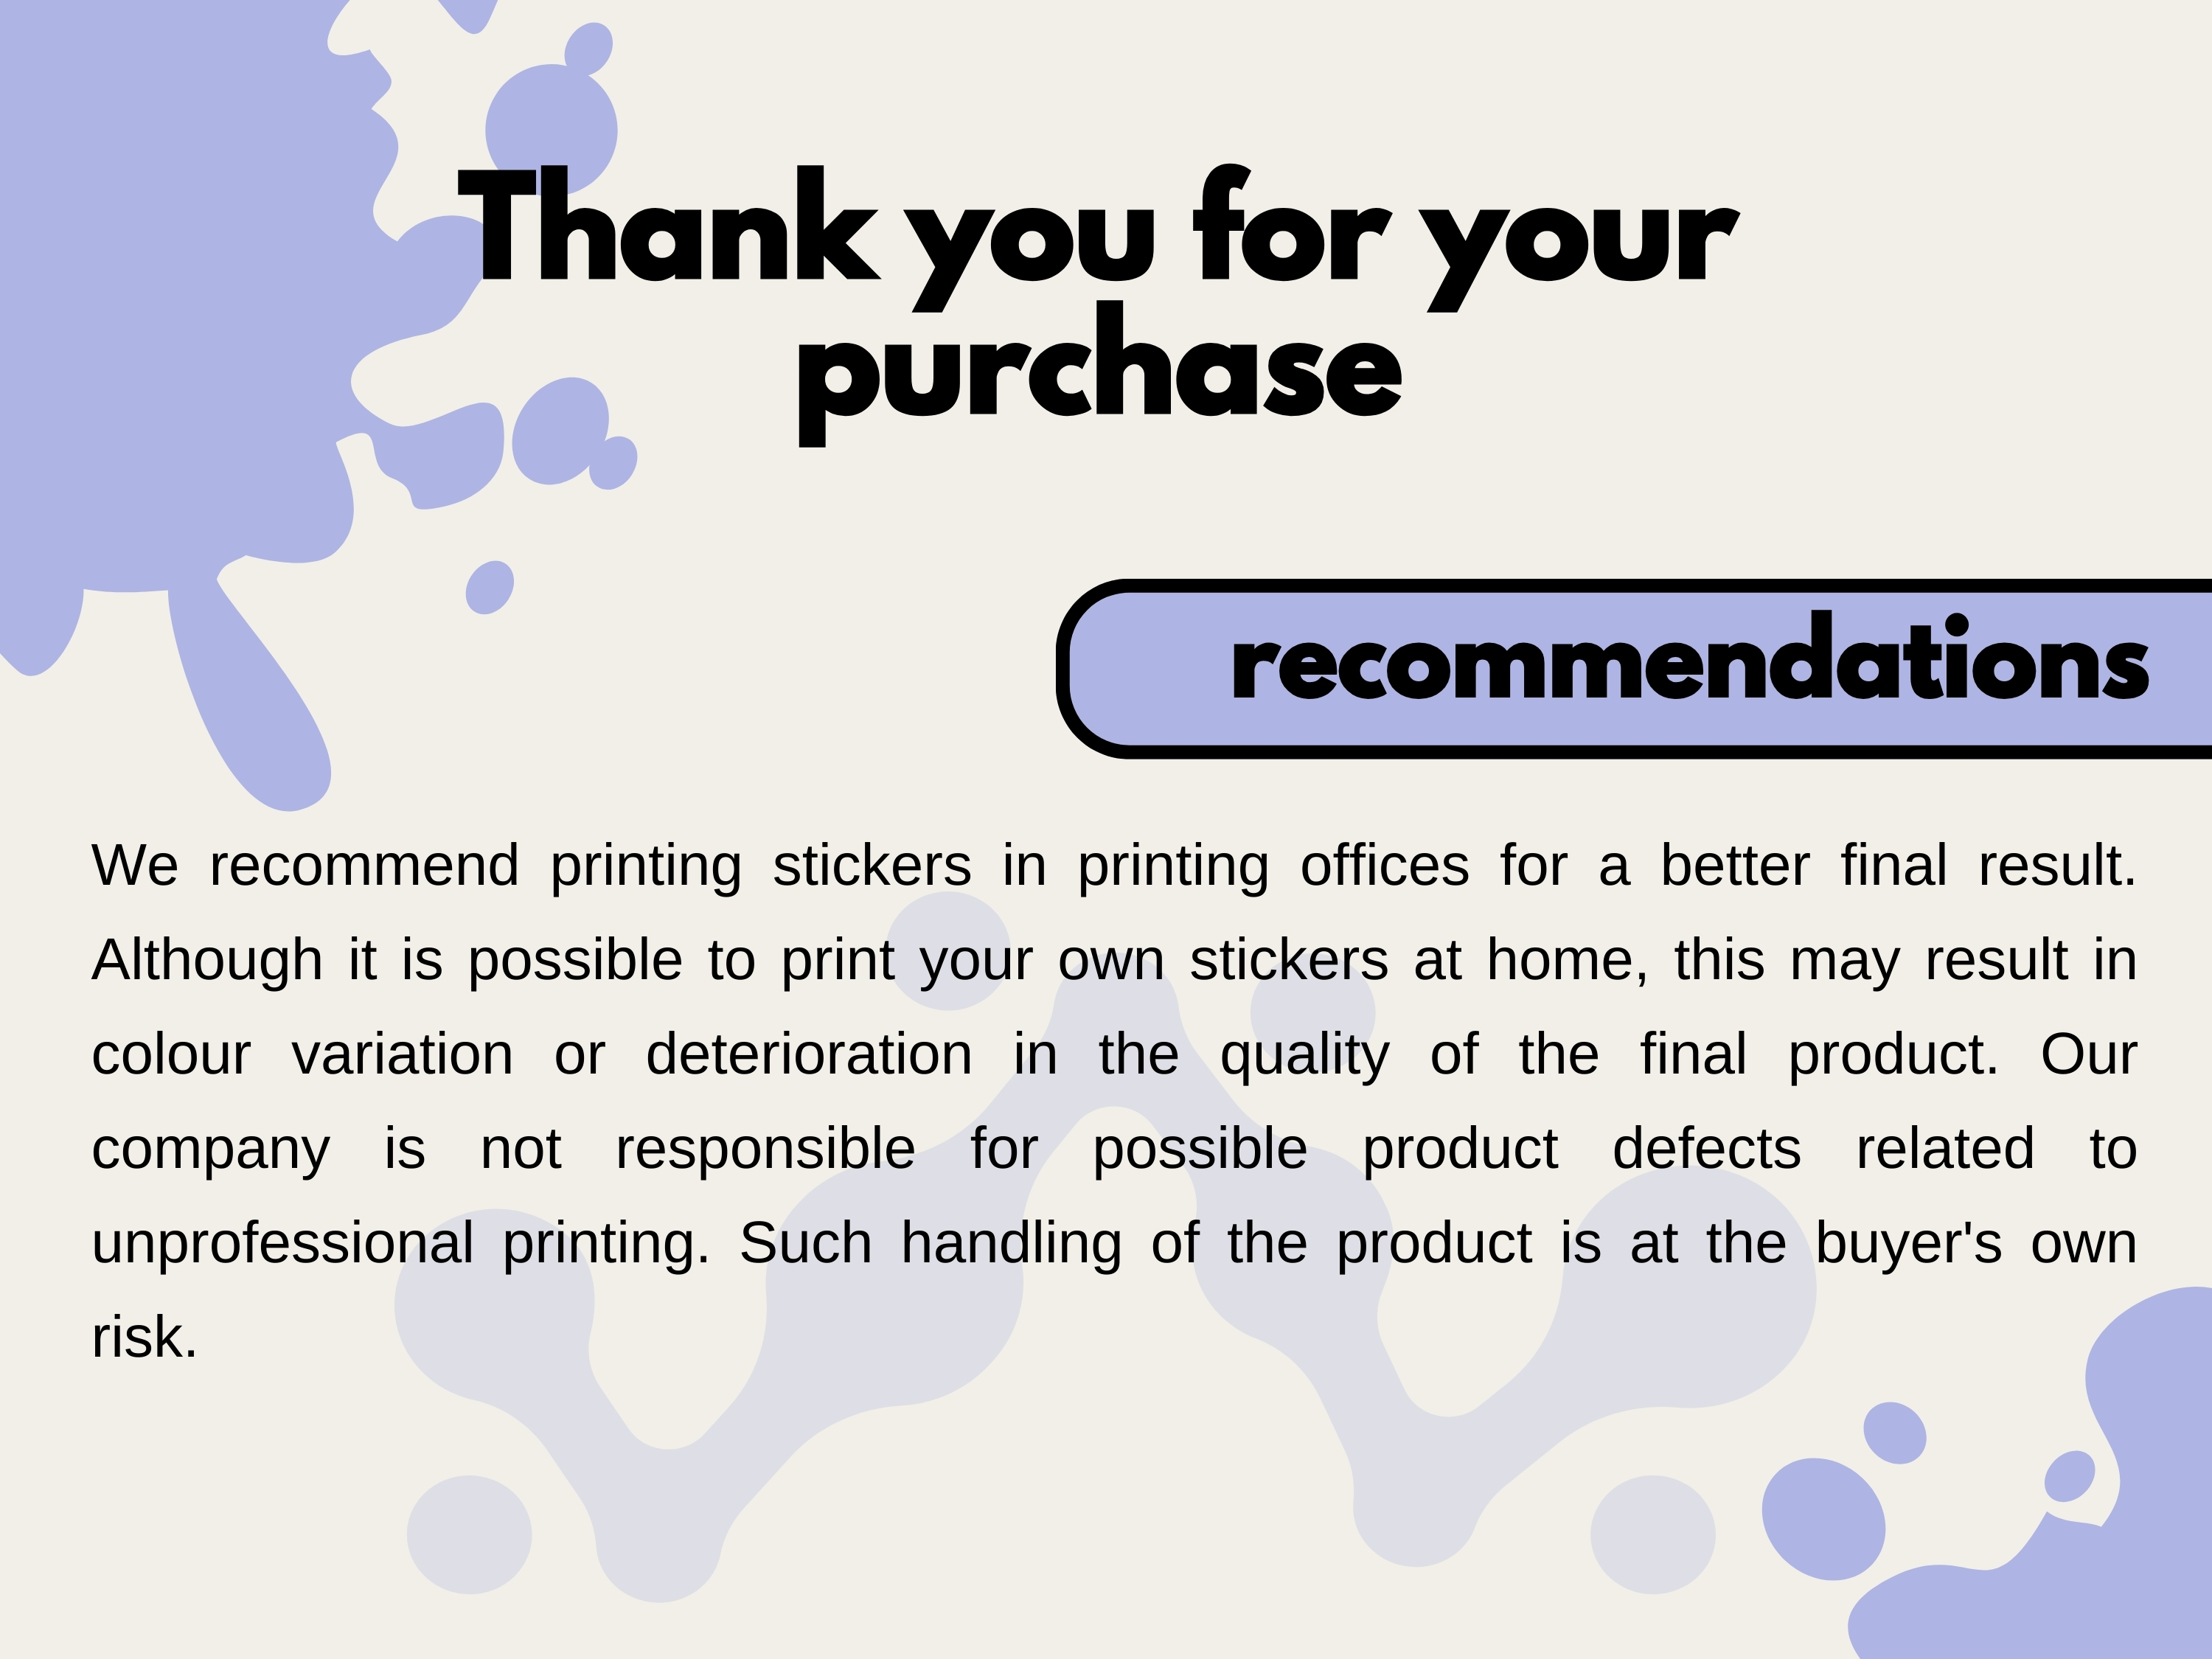 Thank you for your
purchase
recommendations
We recommend printing stickers in printing offices for a better final result.
Although it is possible to print your own stickers at home, this may result in
colour variation or deterioration in the quality of the final product. Our
company is not responsible for possible product defects related to
unprofessional printing. Such handling of the product is at the buyer's own
risk.